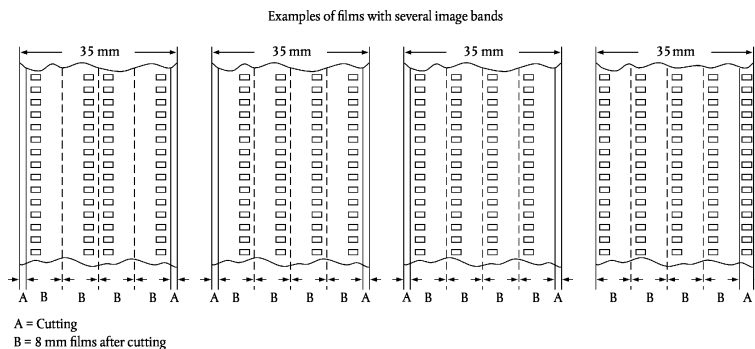 Examples of films with several image bands
35 mm 35 mm 35 mm 35 mm
A B B B B A A B B B B A A B B B B A B B B B A
A = Cutting
B = 8 mm films after cutting